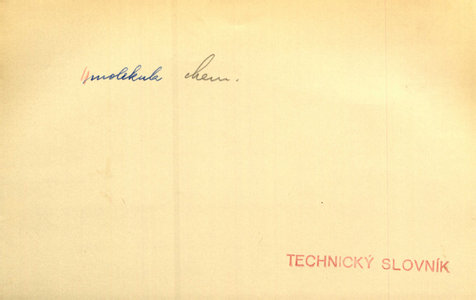 molekula chem.
TECHNICKÝ SLOVNÍK